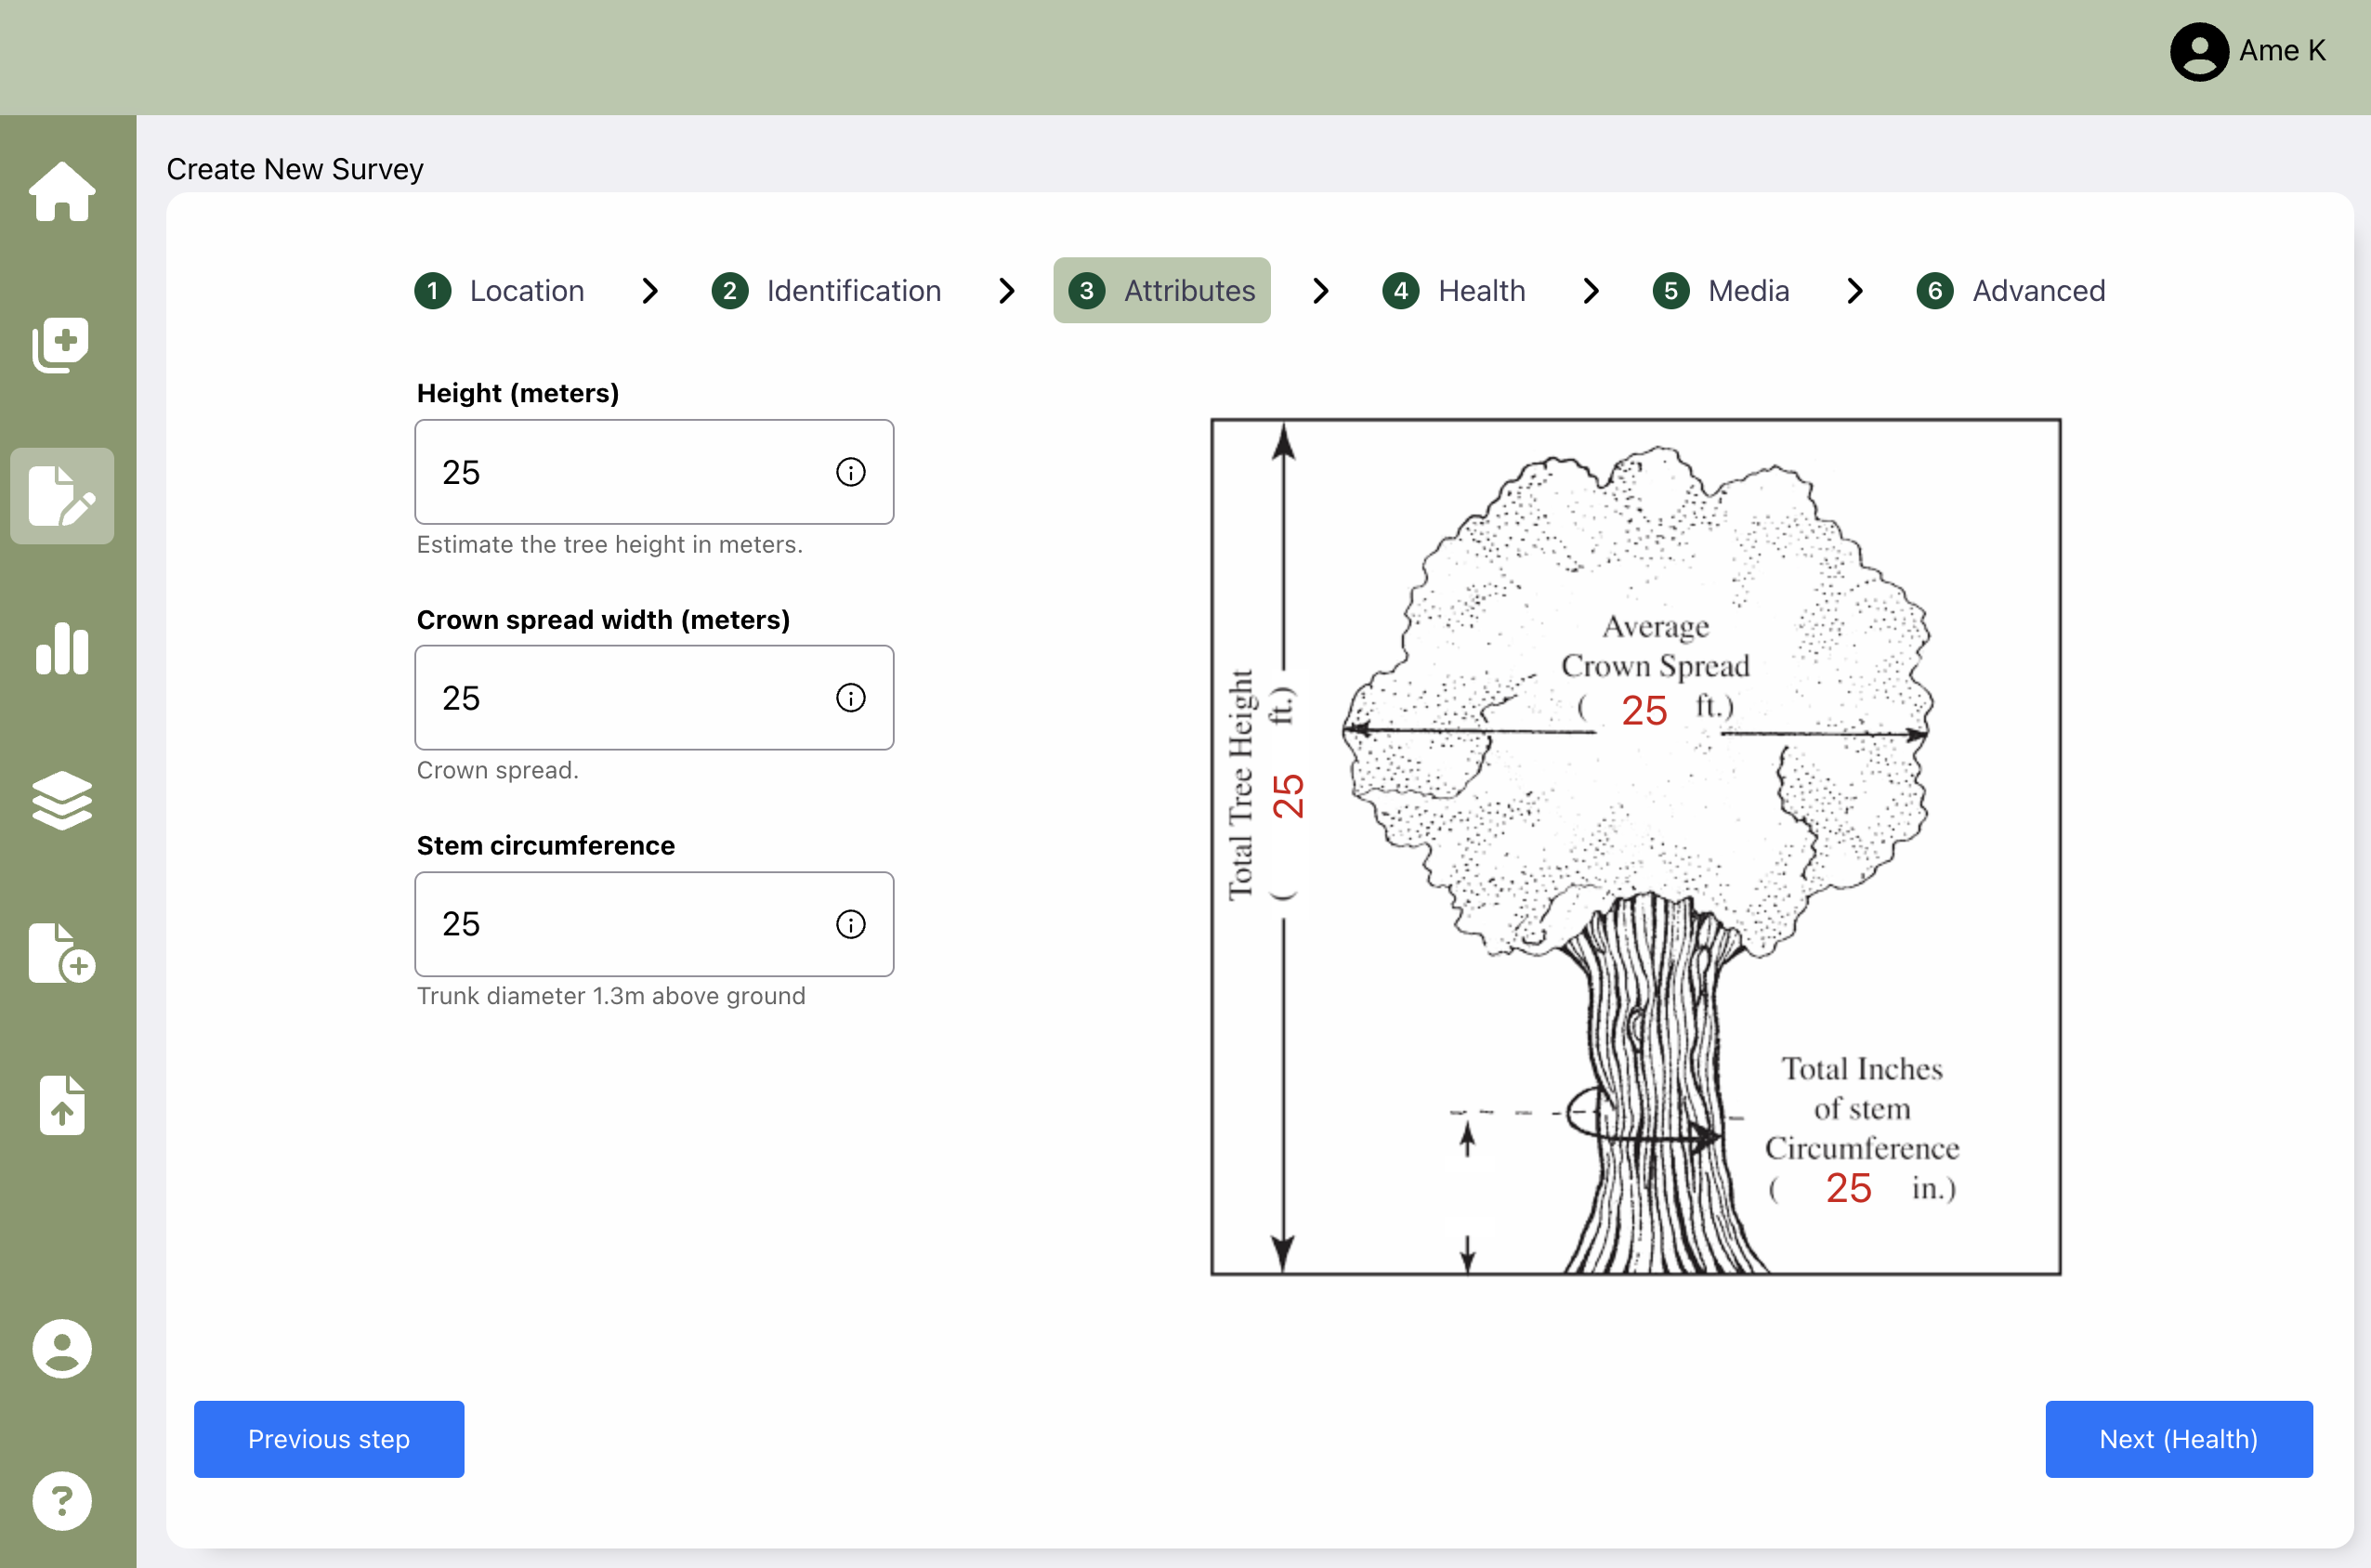 Ame K
Create New Survey
1 Location
2 Identification
3 Attributes
4 Health
5 Media
6 Advanced
Height (meters)
25
Estimate the tree height in meters.
Crown spread width (meters)
25
Crown spread.
Stem circumference
25
Trunk diameter 1.3m above ground
Total Tree Height
( 25 ft.)
Average
Crown Spread
( 25 ft.)
Total Inches
of stem
Circumference
( 25 in.)
Previous step
Next (Health)